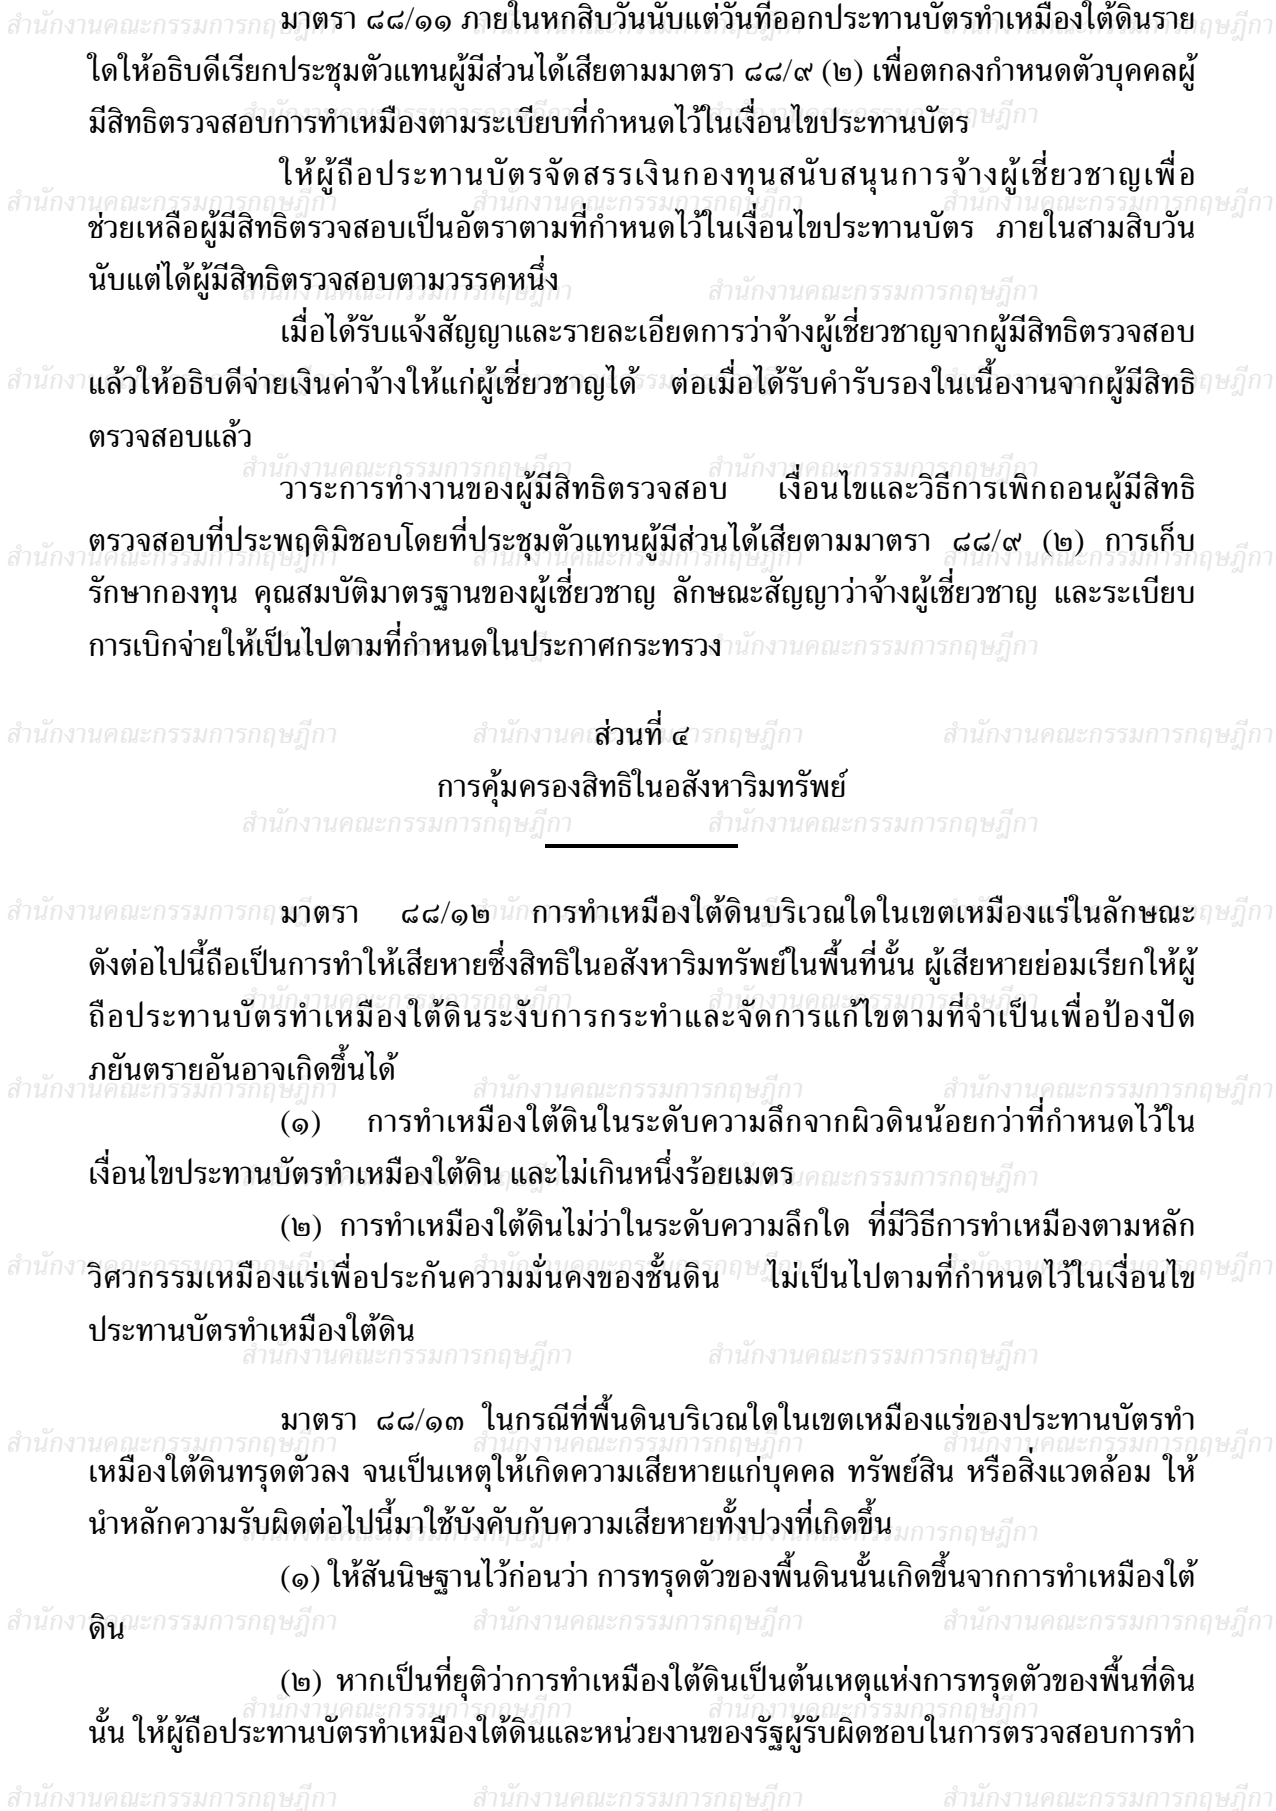 มาตรา ๘๘/๑๑ ภายในหกสิบวันนับแต่วันที่ออกประทานบัตรทำเหมืองใต้ดินราย
ใดให้อธิบดีเรียกประชุมตัวแทนผู้มีส่วนได้เสียตามมาตรา ๘๘/๙ (๒) เพื่อตกลงกำหนดตัวบุคคลผู้
มีสิทธิตรวจสอบการทำเหมืองตามระเบียบที่กำหนดไว้ในเงื่อนไขประทานบัตร
ให้ผู้ถือประทานบัตรจัดสรรเงินกองทุนสนับสนุนการจ้างผู้เชี่ยวชาญเพื่อ
ช่วยเหลือผู้มีสิทธิตรวจสอบเป็นอัตราตามที่กำหนดไว้ในเงื่อนไขประทานบัตร ภายในสามสิบวัน
นับแต่ได้ผู้มีสิทธิตรวจสอบตามวรรคหนึ่ง
เมื่อได้รับแจ้งสัญญาและรายละเอียดการว่าจ้างผู้เชี่ยวชาญจากผู้มีสิทธิตรวจสอบ
แล้วให้อธิบดีจ่ายเงินค่าจ้างให้แก่ผู้เชี่ยวชาญได้ ต่อเมื่อได้รับคำรับรองในเนื้องานจากผู้มีสิทธิ
ตรวจสอบแล้ว
วาระการทำงานของผู้มีสิทธิตรวจสอบ เงื่อนไขและวิธีการเพิกถอนผู้มีสิทธิ
ตรวจสอบที่ประพฤติมิชอบโดยที่ประชุมตัวแทนผู้มีส่วนได้เสียตามมาตรา ๘๘/๙ (๒) การเก็บ
รักษากองทุน คุณสมบัติมาตรฐานของผู้เชี่ยวชาญ ลักษณะสัญญาว่าจ้างผู้เชี่ยวชาญ และระเบียบ
การเบิกจ่ายให้เป็นไปตามที่กำหนดในประกาศกระทรวง
ส่วนที่ ๔
การคุ้มครองสิทธิในอสังหาริมทรัพย์
มาตรา ๘๘/๑๒ การทำเหมืองใต้ดินบริเวณใดในเขตเหมืองแร่ในลักษณะ
ดังต่อไปนี้ถือเป็นการทำให้เสียหายซึ่งสิทธิในอสังหาริมทรัพย์ในพื้นที่นั้น ผู้เสียหายย่อมเรียกให้ผู้
ถือประทานบัตรทำเหมืองใต้ดินระงับการกระทำและจัดการแก้ไขตามที่จำเป็นเพื่อป้องปัด
ภยันตรายอันอาจเกิดขึ้นได้
(๑) การทำเหมืองใต้ดินในระดับความลึกจากผิวดินน้อยกว่าที่กำหนดไว้ใน
เงื่อนไขประทานบัตรทำเหมืองใต้ดิน และไม่เกินหนึ่งร้อยเมตร
(๒) การทำเหมืองใต้ดินไม่ว่าในระดับความลึกใด ที่มีวิธีการทำเหมืองตามหลัก
วิศวกรรมเหมืองแร่เพื่อประกันความมั่นคงของชั้นดิน ไม่เป็นไปตามที่กำหนดไว้ในเงื่อนไข
ประทานบัตรทำเหมืองใต้ดิน
มาตรา ๘๘/๑๓ ในกรณีที่พื้นดินบริเวณใดในเขตเหมืองแร่ของประทานบัตรทำ
เหมืองใต้ดินทรุดตัวลง จนเป็นเหตุให้เกิดความเสียหายแก่บุคคล ทรัพย์สิน หรือสิ่งแวดล้อม ให้
นำหลักความรับผิดต่อไปนี้มาใช้บังคับกับความเสียหายทั้งปวงที่เกิดขึ้น
(๑) ให้สันนิษฐานไว้ก่อนว่า การทรุดตัวของพื้นดินนั้นเกิดขึ้นจากการทำเหมืองใต้
ดิน
(๒) หากเป็นที่ยุติว่าการทำเหมืองใต้ดินเป็นต้นเหตุแห่งการทรุดตัวของพื้นที่ดิน
นั้น ให้ผู้ถือประทานบัตรทำเหมืองใต้ดินและหน่วยงานของรัฐผู้รับผิดชอบในการตรวจสอบการทำ